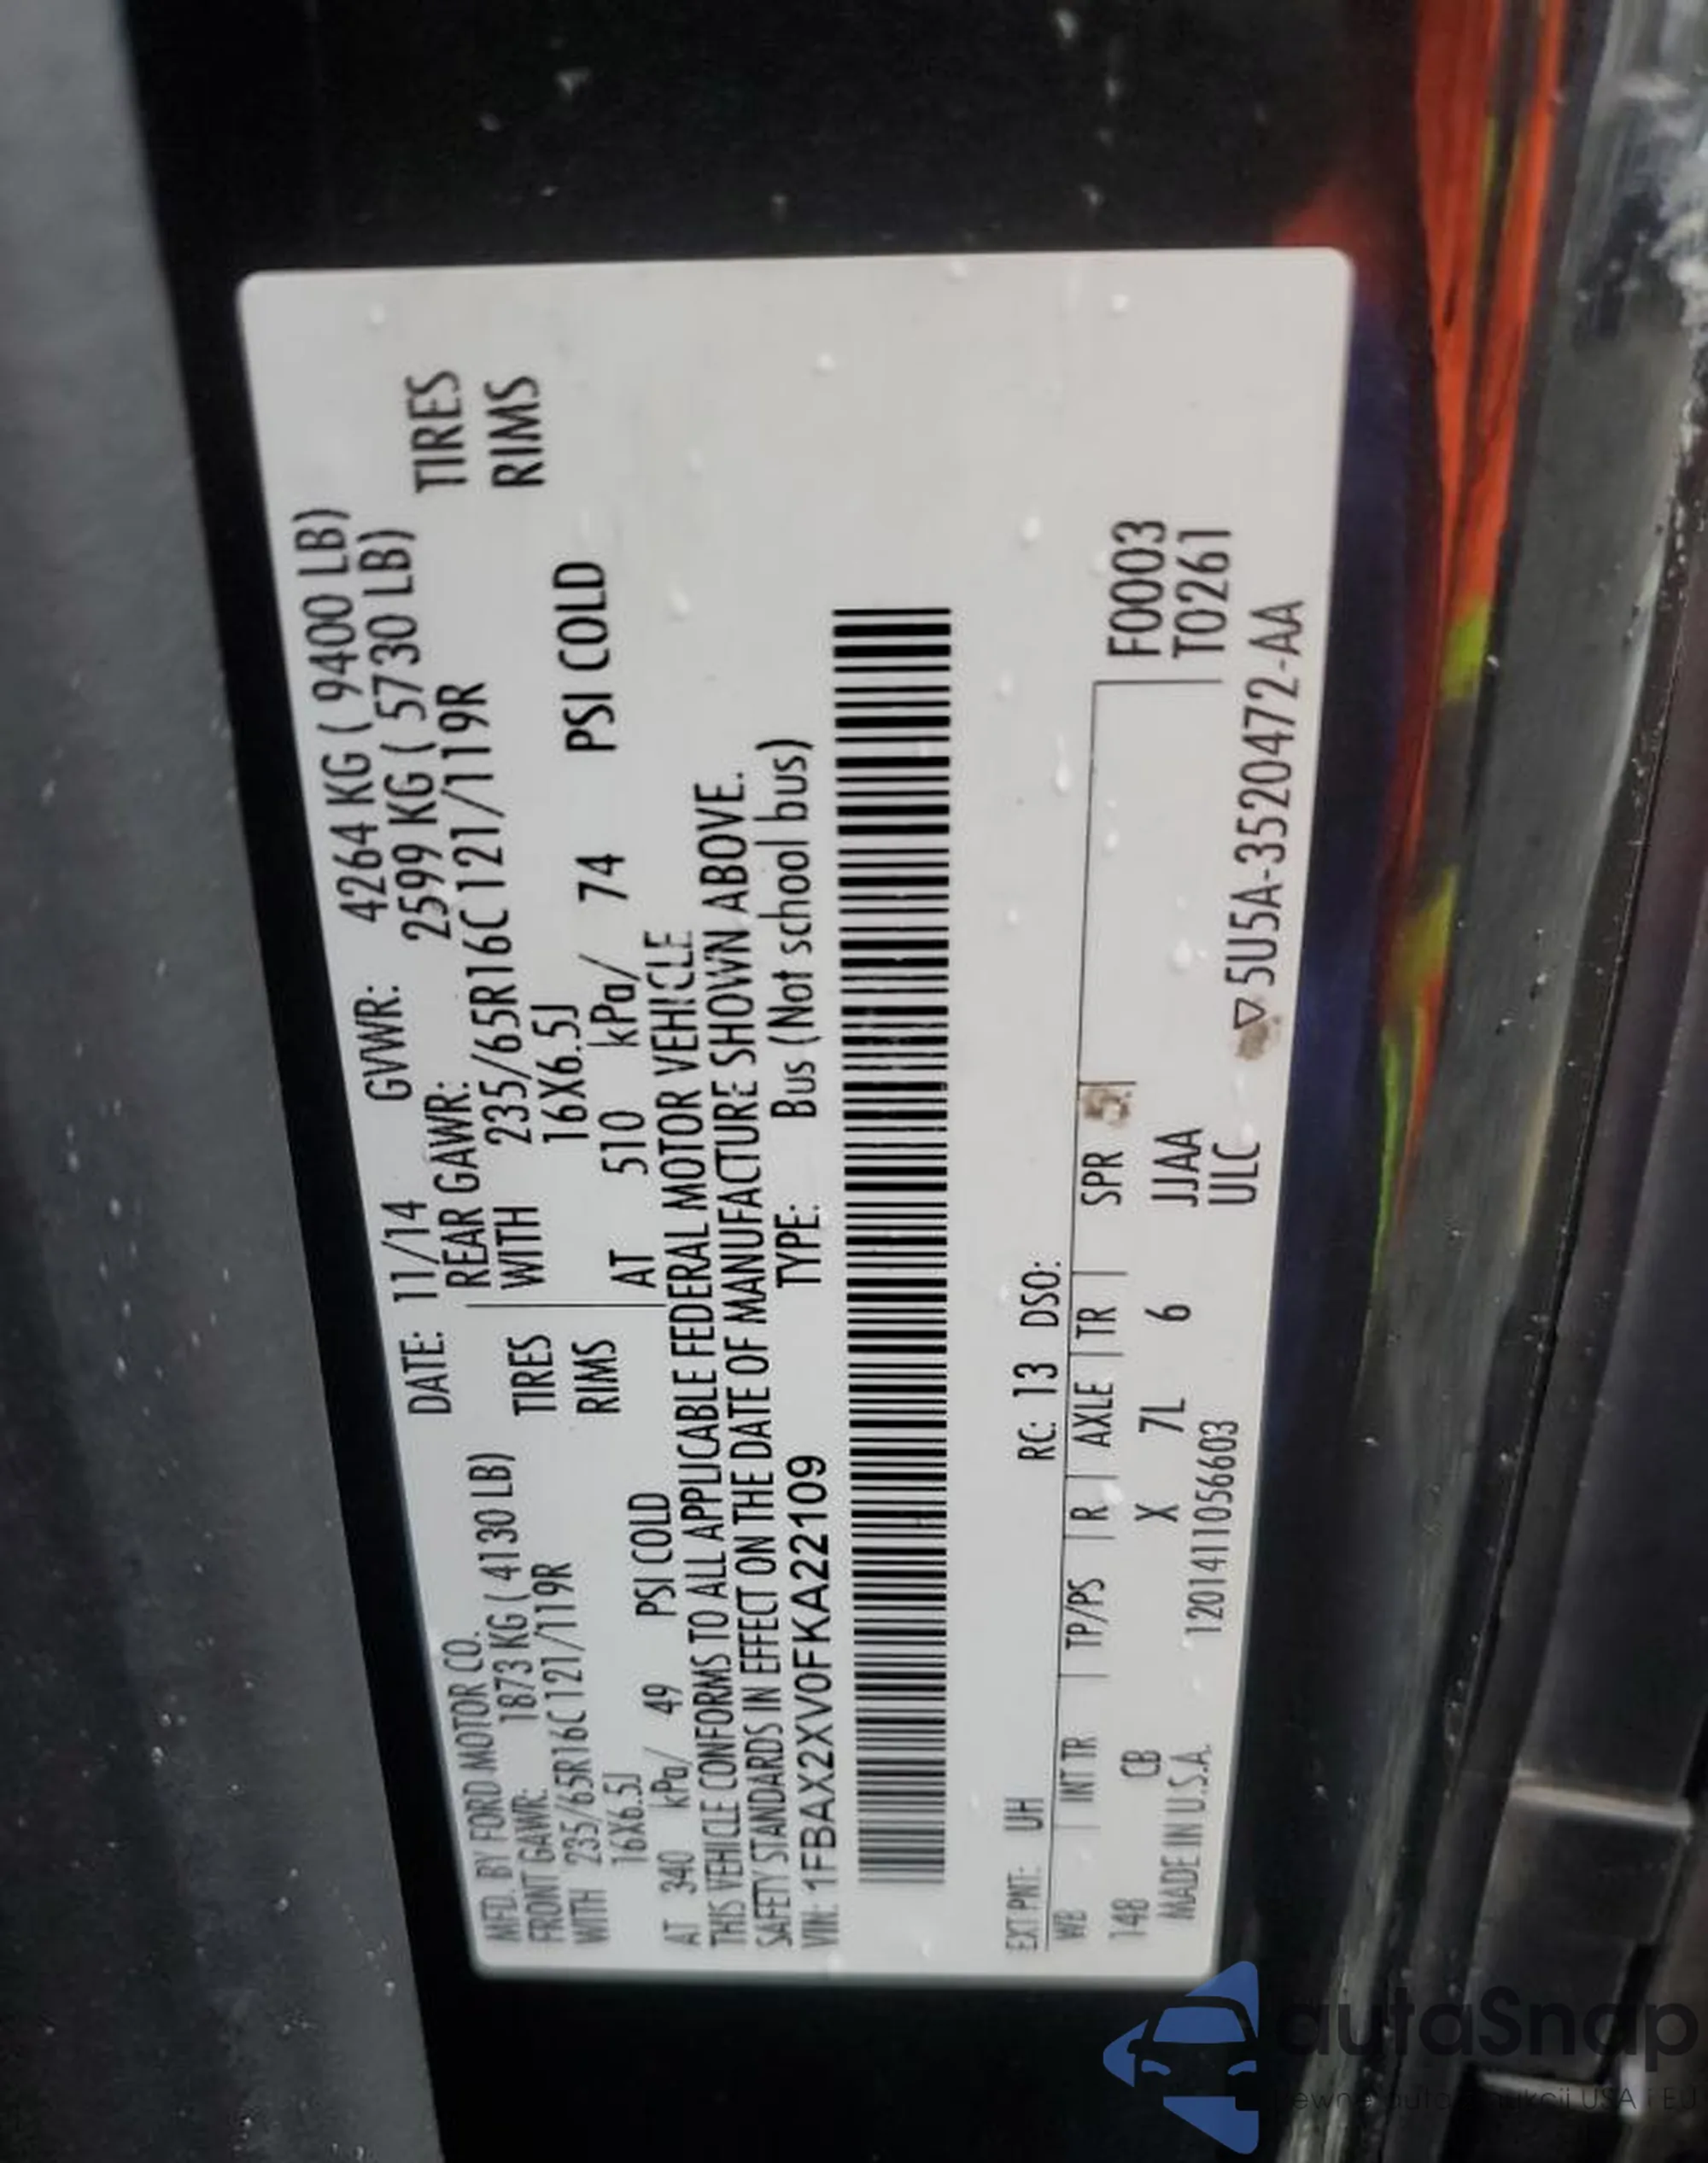 MFD. BY FORD MOTOR CO.
DATE: 11/14 GVWR: 4264 KG ( 9400 LB)
FRONT GAWR: 1873 KG ( 4130 LB) REAR GAWR: 2599 KG ( 5730 LB)
WITH 235/65R16C 121/119R TIRES WITH 235/65R16C 121/119R TIRES
16X6.5J RIMS 16X6.5J RIMS
AT 340 kPa/ 49 PSI COLD AT 510 kPa/ 74 PSI COLD
THIS VEHICLE CONFORMS TO ALL APPLICABLE FEDERAL MOTOR VEHICLE
SAFETY STANDARDS IN EFFECT ON THE DATE OF MANUFACTURE SHOWN ABOVE.
VIN: 1FBAX2XV0FKA22109 TYPE: Bus (Not school bus)
EXT PNT: UH RC: 13 DSO:
WB INT TR TP/PS R AXLE TR SPR F0003
148 CB X 7L 6 JJAA T0261
MADE IN U.S.A. 120141105660​3 ULC ▽5U5A-3520472-AA
autaSnap
USA i EU